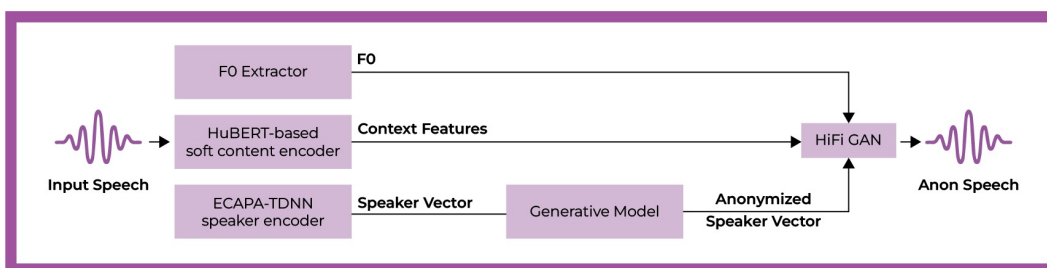 F0 Extractor
F0
Input Speech
HuBERT-based
soft content encoder
Context Features
ECAPA-TDNN
speaker encoder
Speaker Vector
Generative Model
Anonymized
Speaker Vector
HiFi GAN
Anon Speech